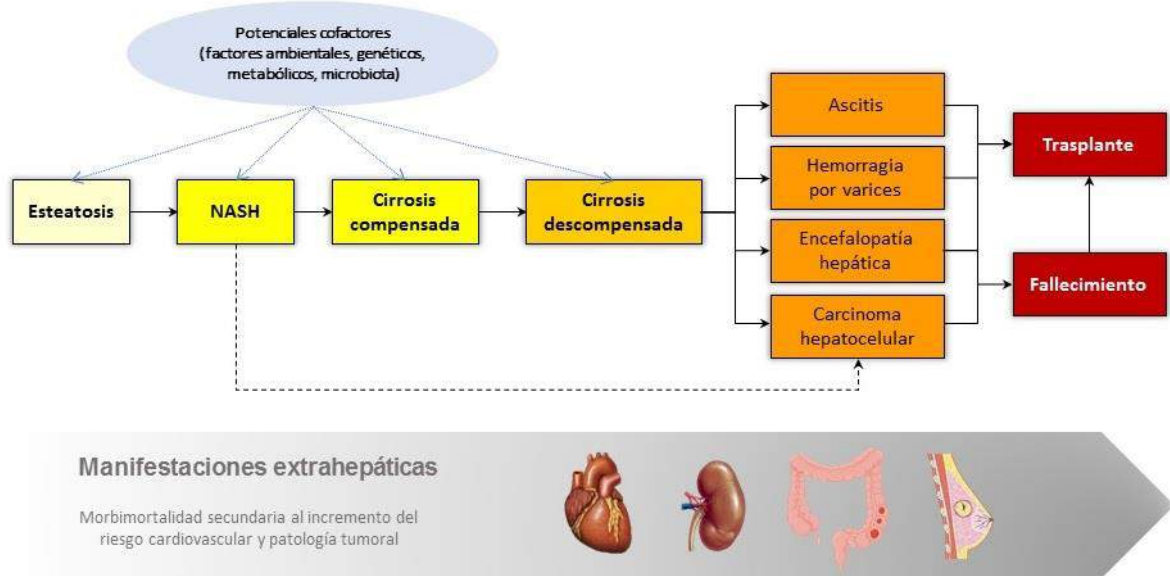 Potenciales cofactores
(factores ambientales, genéticos,
metabólicos, microbiota)
Esteatosis
NASH
Cirrosis
compensada
Cirrosis
descompensada
Ascitis
Hemorragia
por varices
Encefalopatía
hepática
Carcinoma
hepatocelular
Trasplante
Fallecimiento
Manifestaciones extrahepáticas
Morbimortalidad secundaria al incremento del
riesgo cardiovascular y patología tumoral